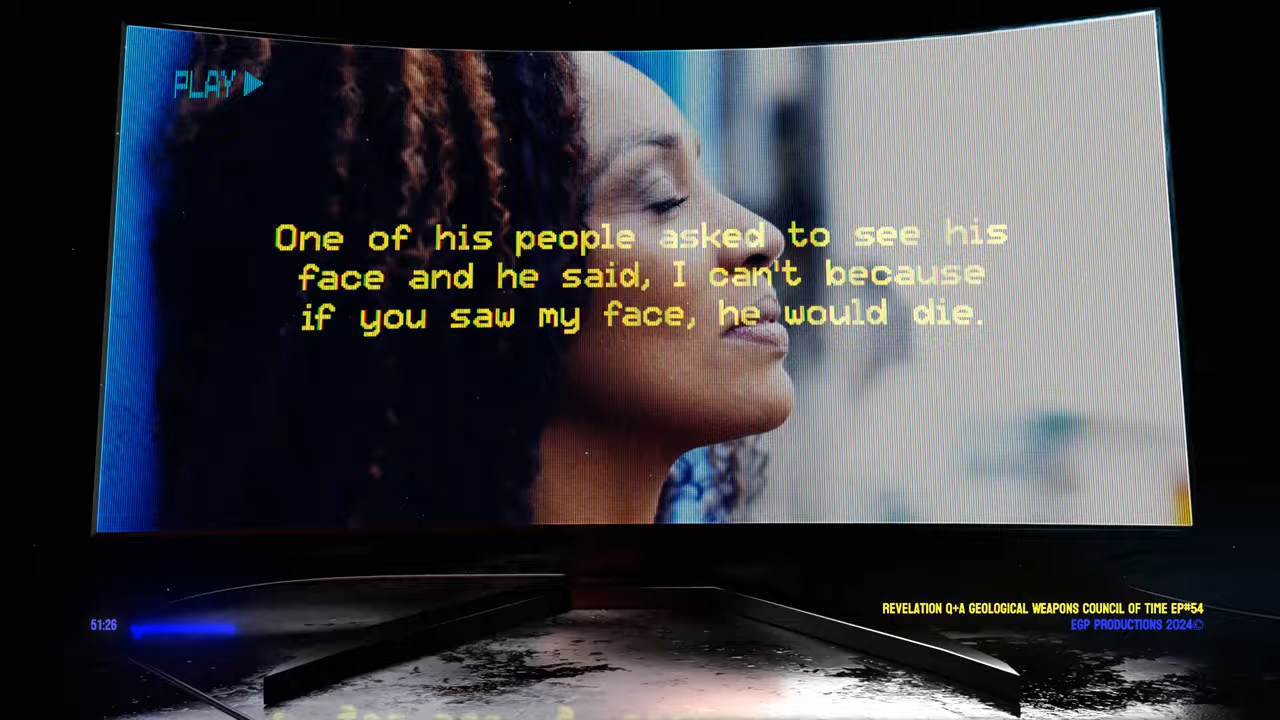 PLAY
One of his people asked to see his
face and he said, I can't because
if you saw my face, he would die.
51:26
REVELATION Q+A GEOLOGICAL WEAPONS COUNCIL OF TIME EP#54
EGP PRODUCTIONS 2024©